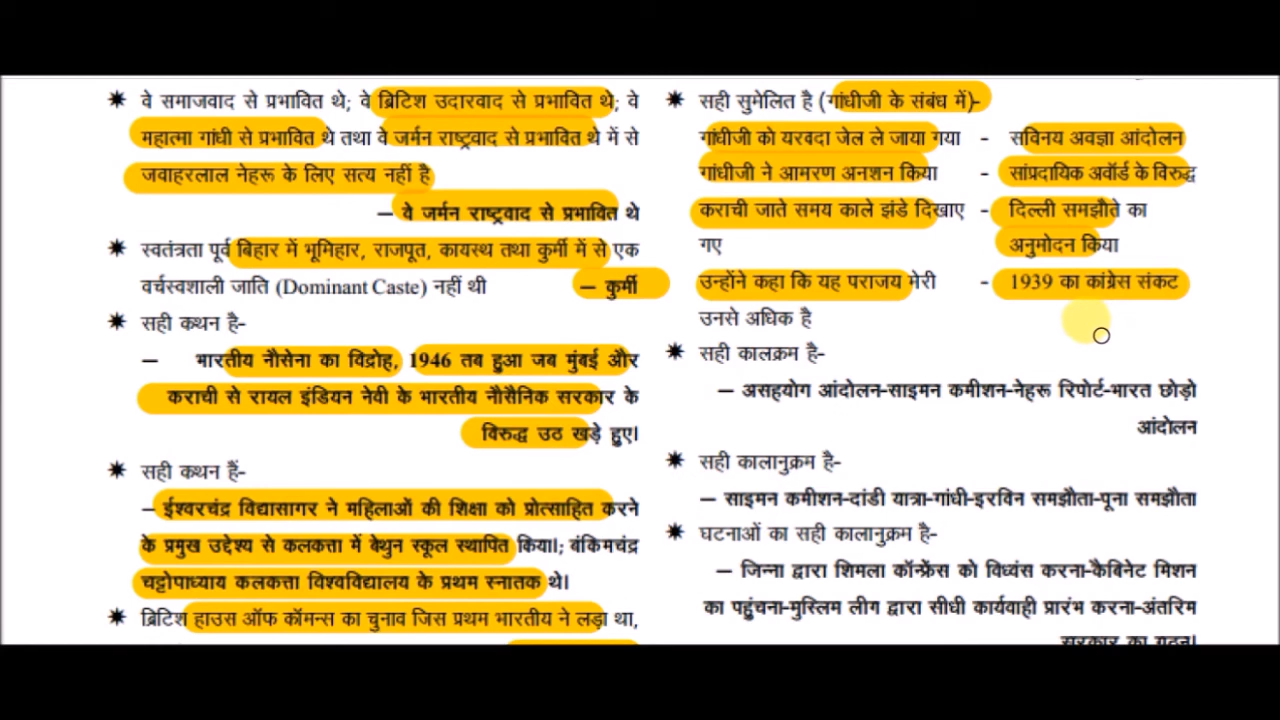 ✷ वे समाजवाद से प्रभावित थे; वे ब्रिटिश उदारवाद से प्रभावित थे; वे
महात्मा गांधी से प्रभावित थे तथा वे जर्मन राष्ट्रवाद से प्रभावित थे में से
जवाहरलाल नेहरू के लिए सत्य नहीं है
– वे जर्मन राष्ट्रवाद से प्रभावित थे
✷ स्वतंत्रता पूर्व बिहार में भूमिहार, राजपूत, कायस्थ तथा कुर्मी में से एक
वर्चस्वशाली जाति (Dominant Caste) नहीं थी – कुर्मी
✷ सही कथन है-
– भारतीय नौसेना का विद्रोह, 1946 तब हुआ जब मुंबई और
कराची से रायल इंडियन नेवी के भारतीय नौसैनिक सरकार के
विरुद्ध उठ खड़े हुए।
✷ सही कथन हैं-
– ईश्वरचंद्र विद्यासागर ने महिलाओं की शिक्षा को प्रोत्साहित करने
के प्रमुख उद्देश्य से कलकत्ता में बेथुन स्कूल स्थापित किया।; बंकिमचंद्र
चट्टोपाध्याय कलकत्ता विश्वविद्यालय के प्रथम स्नातक थे।
✷ ब्रिटिश हाउस ऑफ कॉमन्स का चुनाव जिस प्रथम भारतीय ने लड़ा था,
✷ सही सुमेलित है (गांधीजी के संबंध में)-
गांधीजी को यरवदा जेल ले जाया गया - सविनय अवज्ञा आंदोलन
गांधीजी ने आमरण अनशन किया - सांप्रदायिक अवॉर्ड के विरुद्ध
कराची जाते समय काले झंडे दिखाए - दिल्ली समझौते का
गए अनुमोदन किया
उन्होंने कहा कि यह पराजय मेरी - 1939 का कांग्रेस संकट
उनसे अधिक है
✷ सही कालक्रम है-
– असहयोग आंदोलन-साइमन कमीशन-नेहरू रिपोर्ट-भारत छोड़ो
आंदोलन
✷ सही कालानुक्रम है-
– साइमन कमीशन-दांडी यात्रा-गांधी-इरविन समझौता-पूना समझौता
✷ घटनाओं का सही कालानुक्रम है-
– जिन्ना द्वारा शिमला कॉन्फ्रेंस को विध्वंस करना-कैबिनेट मिशन
का पहुंचना-मुस्लिम लीग द्वारा सीधी कार्यवाही प्रारंभ करना-अंतरिम
सरकार का गठन।